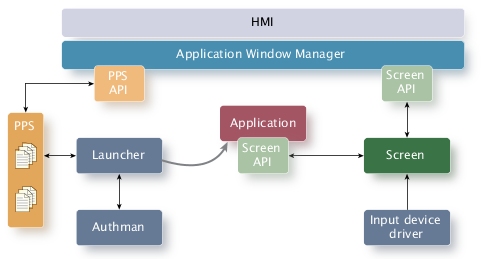 HMI
Application Window Manager
PPS
API
Screen
API
PPS
Application
Launcher
Screen
API
Screen
Authman
Input device
driver